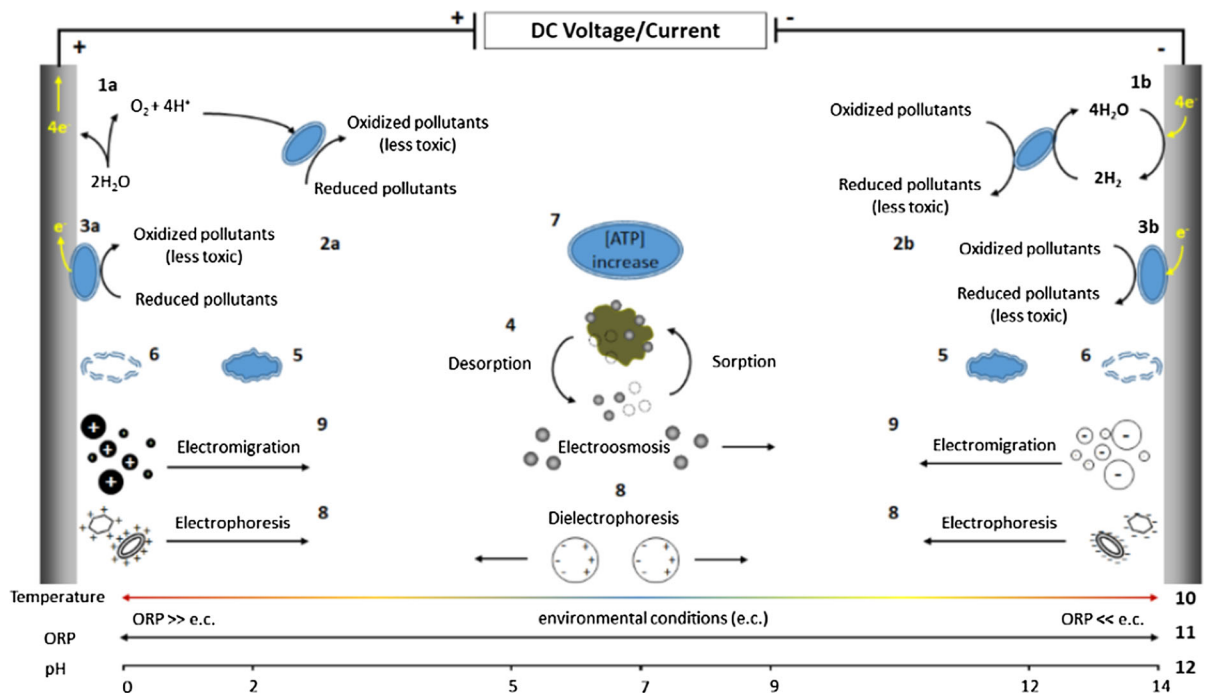 + DC Voltage/Current -
+ -
1a 1b
O₂ + 4H⁺
4e⁻
2H₂O
Oxidized pollutants
(less toxic)
Reduced pollutants
Oxidized pollutants
4H₂O
4e⁻
Reduced pollutants
(less toxic)
2H₂
e⁻ 3a
Oxidized pollutants
(less toxic)
Reduced pollutants
2a
7
[ATP]
increase
2b
3b
e⁻
Oxidized pollutants
Reduced pollutants
(less toxic)
4
Desorption
Sorption
6 5 5 6
+ + + +
Electromigration 9
Electroosmosis
9 Electromigration
- - - -
Electrophoresis 8
8
Dielectrophoresis
8 Electrophoresis
- + - +
- + - +
- + - +
Temperature 10
ORP >> e.c. environmental conditions (e.c.) ORP << e.c.
ORP 11
pH 12
0 2 5 7 9 12 14